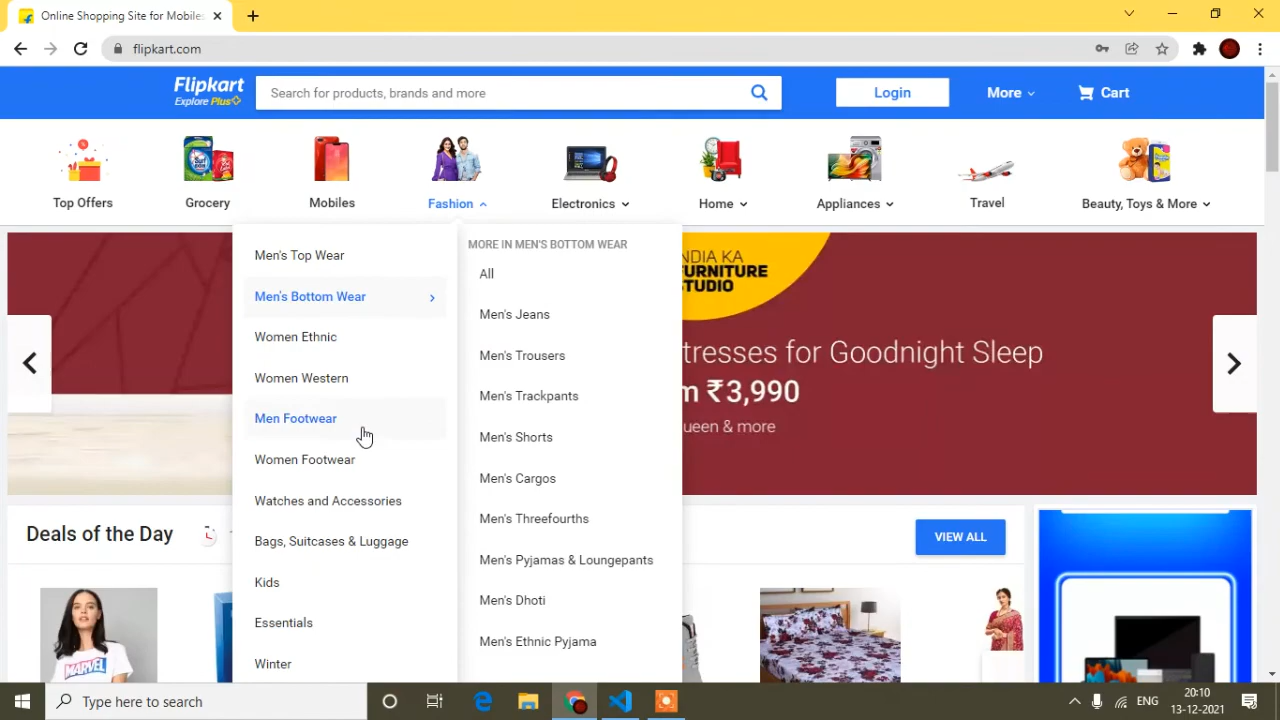 Online Shopping Site for Mobiles
flipkart.com
Flipkart
Explore Plus
Search for products, brands and more
Login
More
Cart
Top Offers
Grocery
Mobiles
Fashion
Electronics
Home
Appliances
Travel
Beauty, Toys & More
Men's Top Wear
Men's Bottom Wear
Women Ethnic
Women Western
Men Footwear
Women Footwear
Watches and Accessories
Bags, Suitcases & Luggage
Kids
Essentials
Winter
MORE IN MEN'S BOTTOM WEAR
All
Men's Jeans
Men's Trousers
Men's Trackpants
Men's Shorts
Men's Cargos
Men's Threefourths
Men's Pyjamas & Loungepants
Men's Dhoti
Men's Ethnic Pyjama
NDIA KA
URNITURE
STUDIO
tresses for Goodnight Sleep
m ₹3,990
ueen & more
Deals of the Day
VIEW ALL
MARVEL
Type here to search
ENG
20:10
13-12-2021